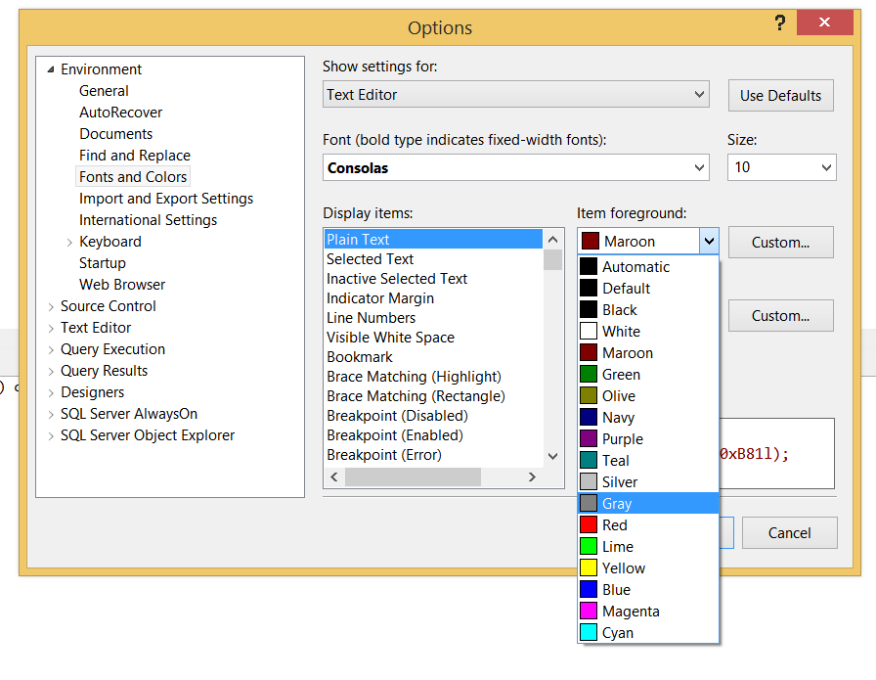 Options
?
Environment
General
AutoRecover
Documents
Find and Replace
Fonts and Colors
Import and Export Settings
International Settings
Keyboard
Startup
Web Browser
Source Control
Text Editor
Query Execution
Query Results
Designers
SQL Server AlwaysOn
SQL Server Object Explorer
Show settings for:
Text Editor
Use Defaults
Font (bold type indicates fixed-width fonts):
Size:
Consolas
10
Display items:
Plain Text
Selected Text
Inactive Selected Text
Indicator Margin
Line Numbers
Visible White Space
Bookmark
Brace Matching (Highlight)
Brace Matching (Rectangle)
Breakpoint (Disabled)
Breakpoint (Enabled)
Breakpoint (Error)
Item foreground:
Maroon
Custom...
Automatic
Default
Black
White
Maroon
Green
Olive
Navy
Purple
Teal
Silver
Gray
Red
Lime
Yellow
Blue
Magenta
Cyan
Custom...
0xB81l);
Cancel